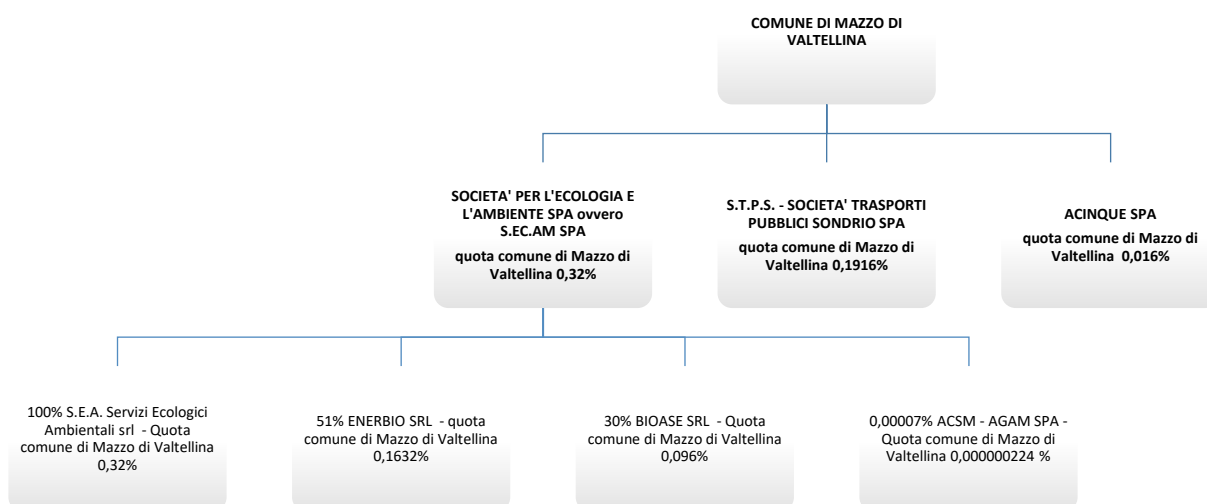 COMUNE DI MAZZO DI
VALTELLINA
SOCIETA' PER L'ECOLOGIA E
L'AMBIENTE SPA ovvero
S.EC.AM SPA
quota comune di Mazzo di
Valtellina 0,32%
S.T.P.S. - SOCIETA' TRASPORTI
PUBBLICI SONDRIO SPA
quota comune di Mazzo di
Valtellina 0,1916%
ACINQUE SPA
quota comune di Mazzo di
Valtellina 0,016%
100% S.E.A. Servizi Ecologici
Ambientali srl - Quota
comune di Mazzo di Valtellina
0,32%
51% ENERBIO SRL - quota
comune di Mazzo di Valtellina
0,1632%
30% BIOASE SRL - Quota
comune di Mazzo di Valtellina
0,096%
0,00007% ACSM - AGAM SPA -
Quota comune di Mazzo di
Valtellina 0,000000224 %